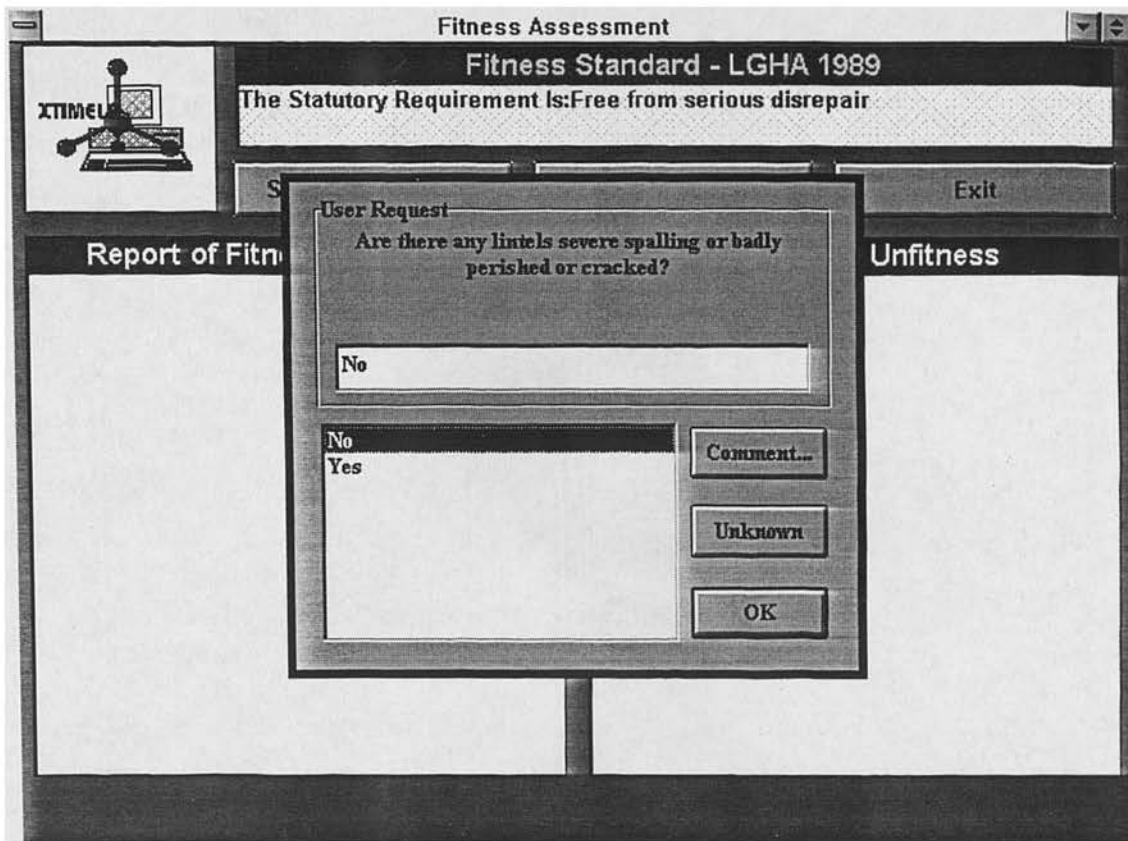 Fitness Assessment
Fitness Standard - LGHA 1989
XTIMEL
The Statutory Requirement Is:Free from serious disrepair
S
Exit
User Request
Are there any lintels severe spalling or badly
perished or cracked?
Report of Fitn
Unfitness
No
No
Yes
Comment...
Unknown
OK